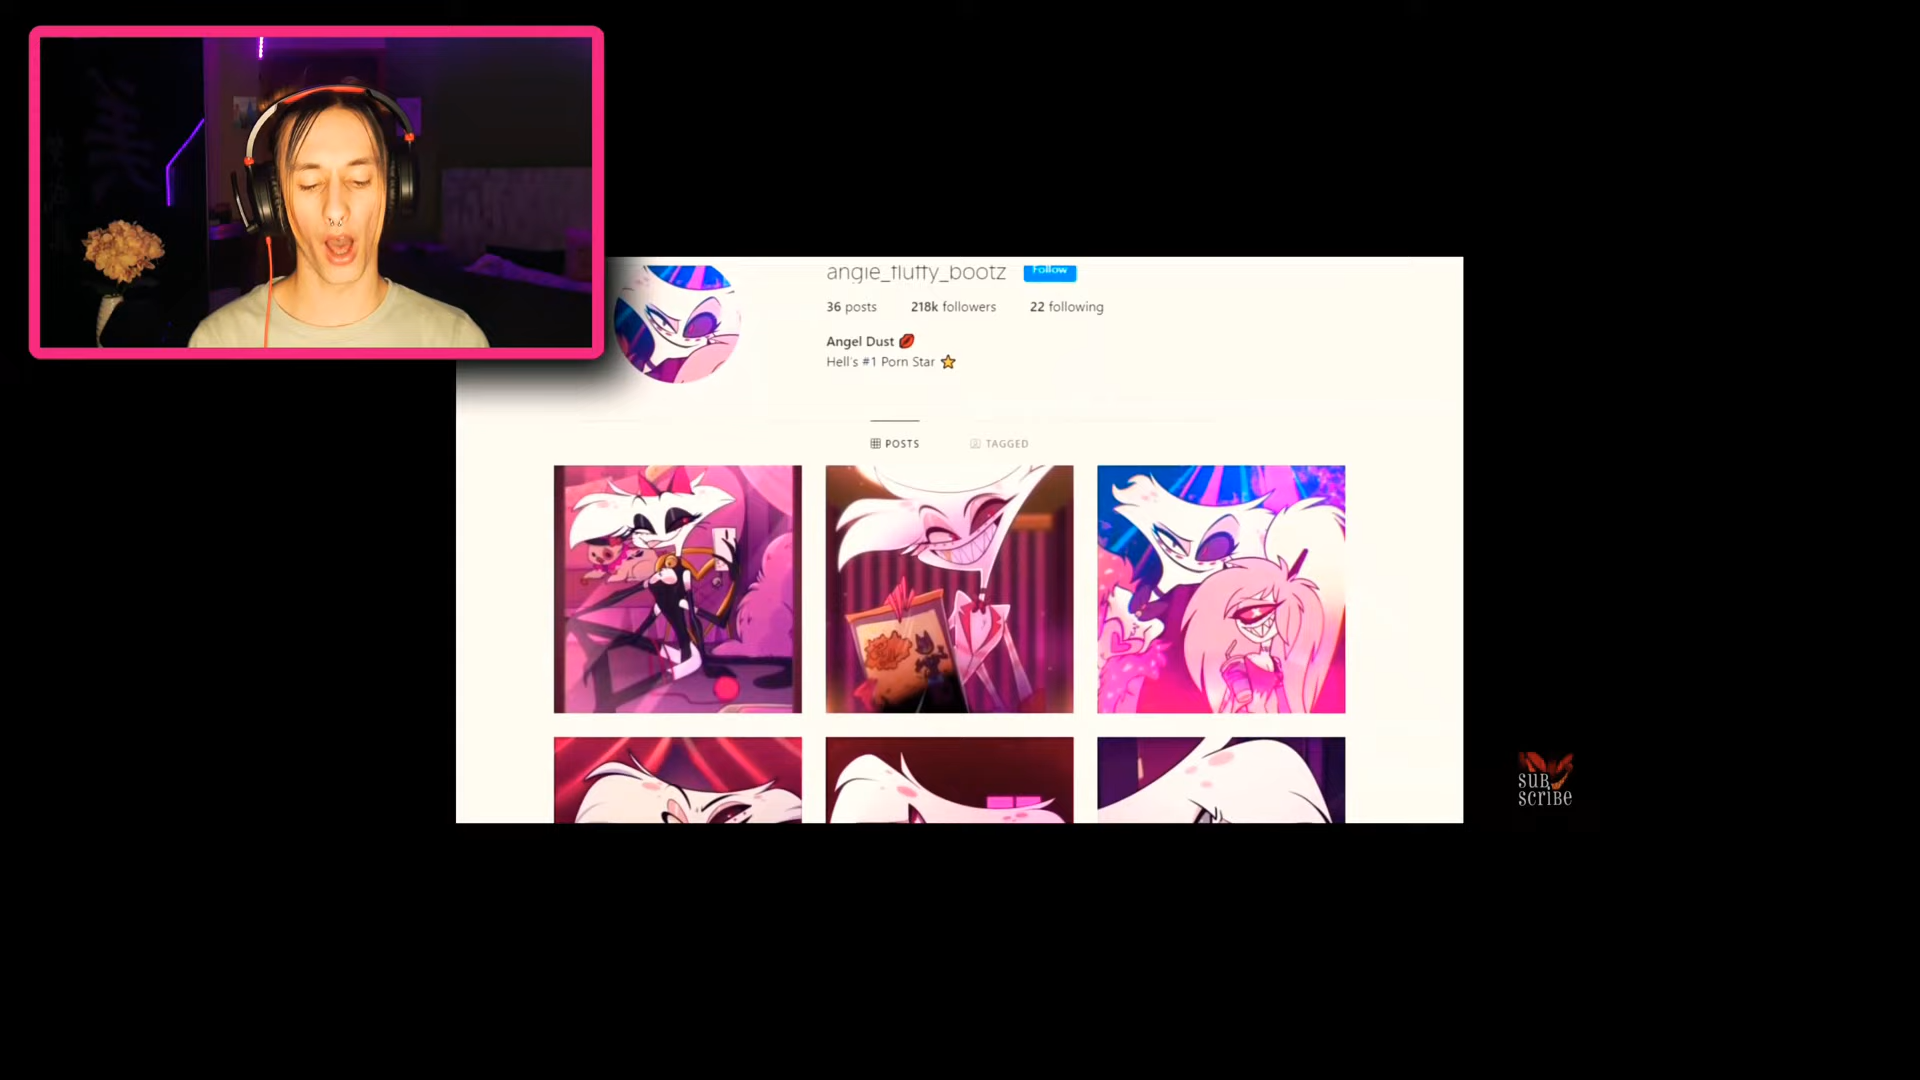 angie_fluffy_bootz Follow
36 posts 218k followers 22 following
Angel Dust
Hell's #1 Porn Star
POSTS TAGGED
SUB
SCRIBE